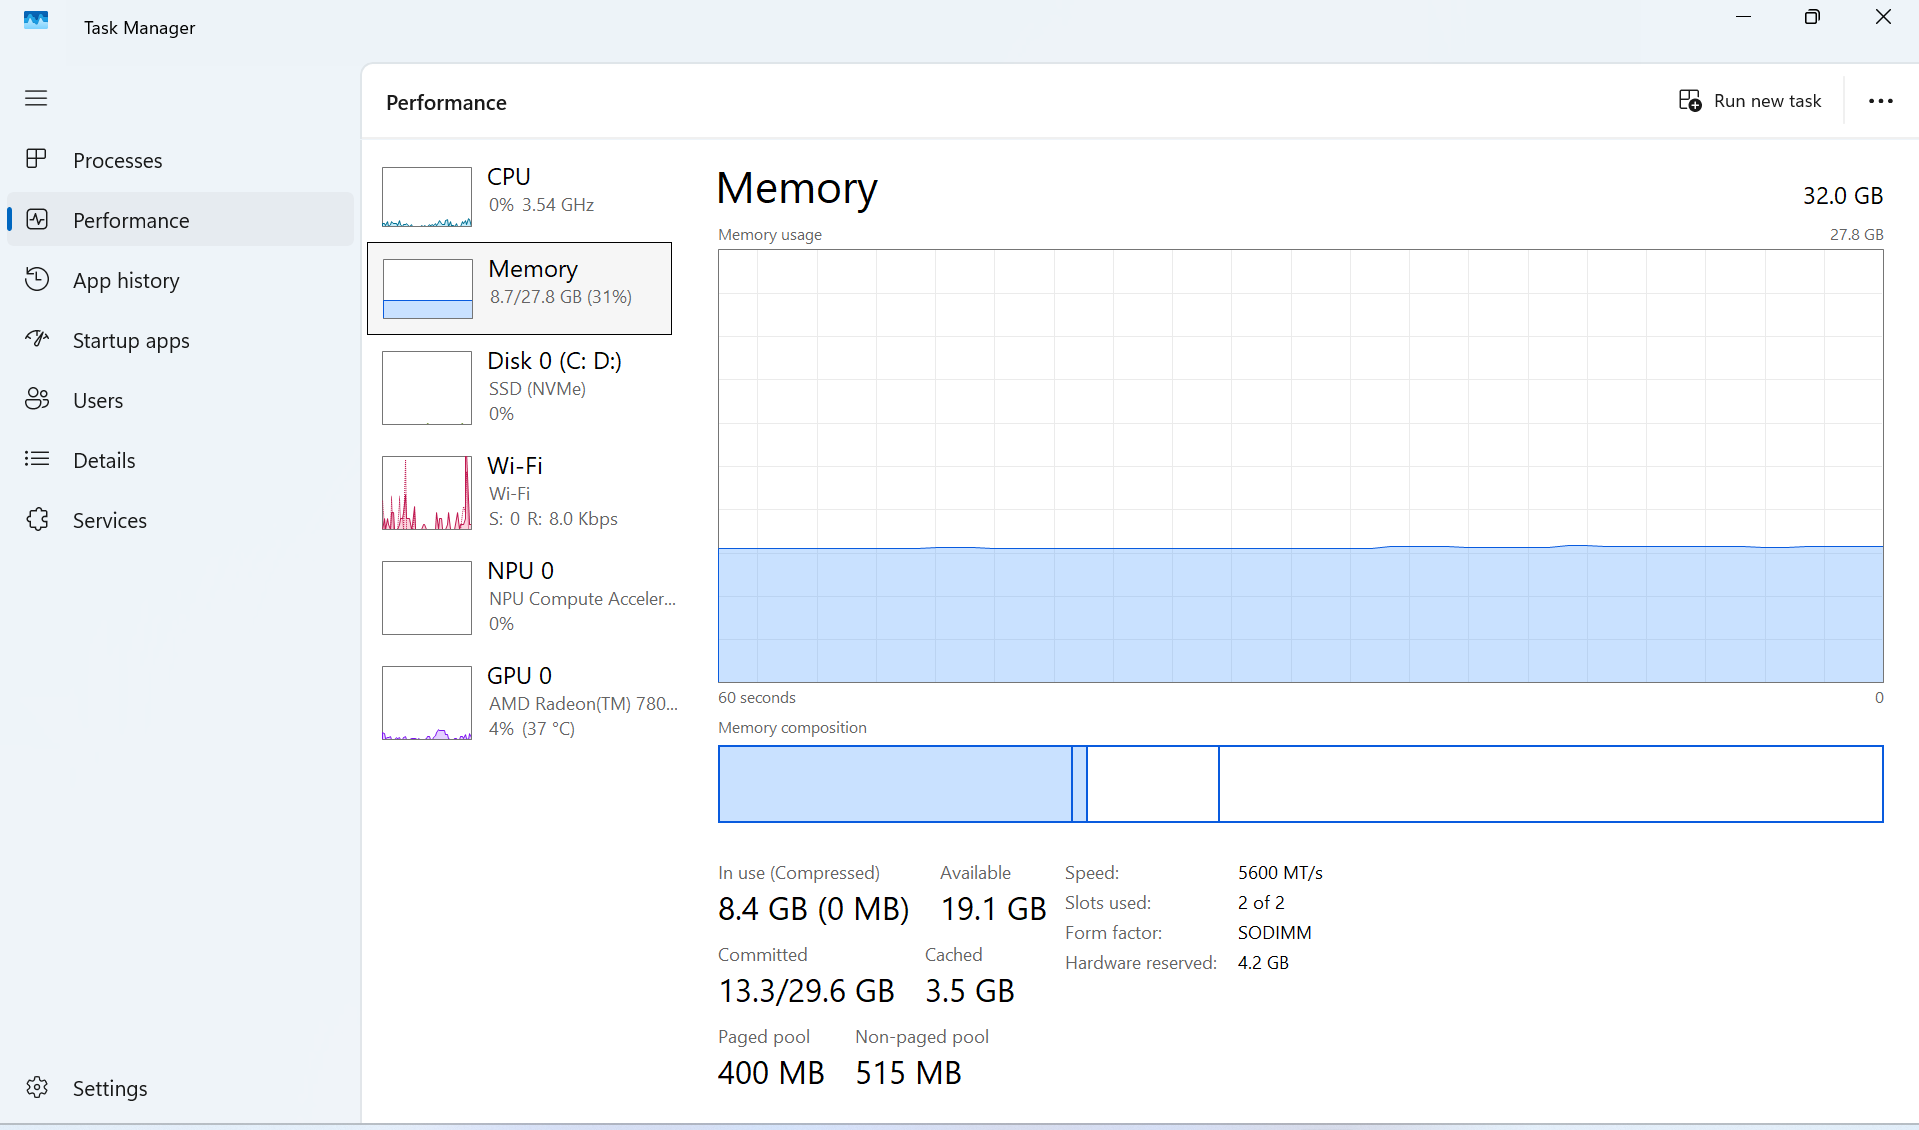 Task Manager
Performance
Run new task
Processes
Performance
App history
Startup apps
Users
Details
Services
Settings
CPU
0% 3.54 GHz
Memory
8.7/27.8 GB (31%)
Disk 0 (C: D:)
SSD (NVMe)
0%
Wi-Fi
Wi-Fi
S: 0 R: 8.0 Kbps
NPU 0
NPU Compute Acceler...
0%
GPU 0
AMD Radeon(TM) 780...
4% (37 °C)
Memory
32.0 GB
Memory usage
27.8 GB
60 seconds
0
Memory composition
In use (Compressed)
8.4 GB (0 MB)
Available
19.1 GB
Committed
13.3/29.6 GB
Cached
3.5 GB
Paged pool
400 MB
Non-paged pool
515 MB
Speed: 5600 MT/s
Slots used: 2 of 2
Form factor: SODIMM
Hardware reserved: 4.2 GB